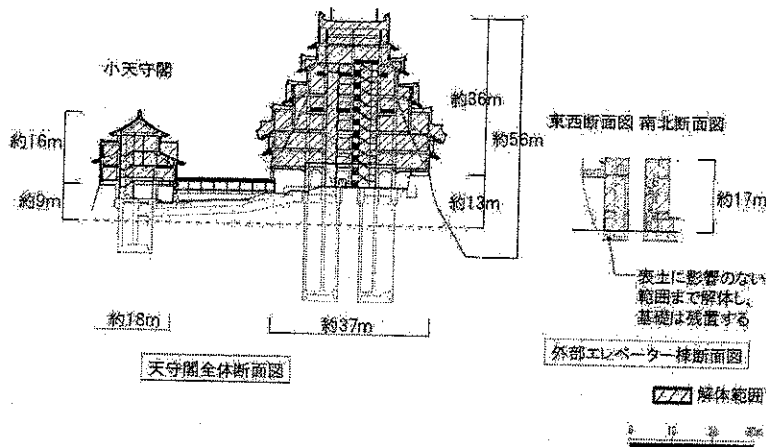 小天守閣
約16m
約9m
約18m
約36m
約56m
約13m
約37m
天守閣全体断面図
東西断面図 南北断面図
約17m
表土に影響のない
範囲まで解体し、
基礎は残置する
外部エレベーター棟断面図
解体範囲
0 10 20